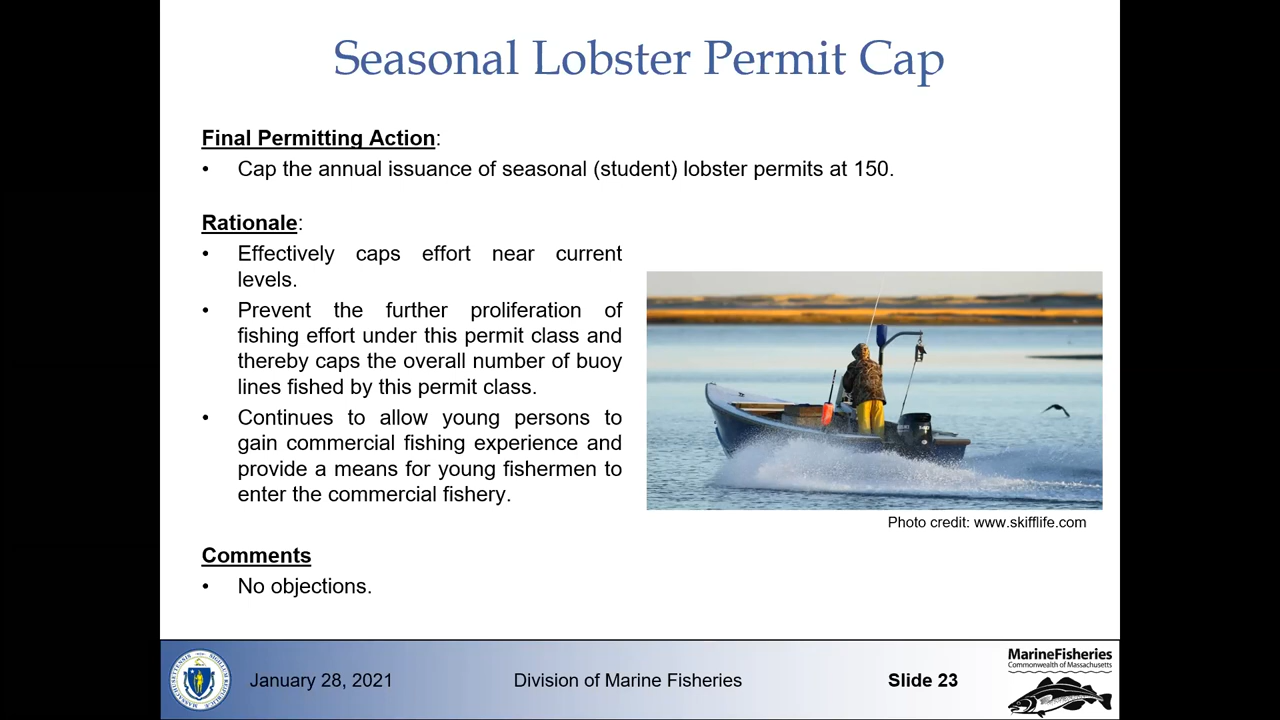 Seasonal Lobster Permit Cap
Final Permitting Action:
• Cap the annual issuance of seasonal (student) lobster permits at 150.
Rationale:
• Effectively caps effort near current
levels.
• Prevent the further proliferation of
fishing effort under this permit class and
thereby caps the overall number of buoy
lines fished by this permit class.
• Continues to allow young persons to
gain commercial fishing experience and
provide a means for young fishermen to
enter the commercial fishery.
Photo credit: www.skifflife.com
Comments
• No objections.
January 28, 2021
Division of Marine Fisheries
Slide 23
MarineFisheries
Commonwealth of Massachusetts